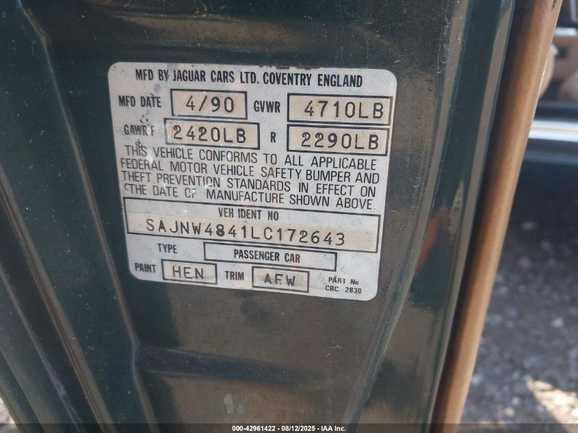 MFD BY JAGUAR CARS LTD. COVENTRY ENGLAND
MFD DATE 4/90 GVWR 4710LB
GAWR F 2420LB R 2290LB
THIS VEHICLE CONFORMS TO ALL APPLICABLE
FEDERAL MOTOR VEHICLE SAFETY BUMPER AND
THEFT PREVENTION STANDARDS IN EFFECT ON
THE DATE OF MANUFACTURE SHOWN ABOVE.
VEH IDENT NO
SAJNW4841LC172643
TYPE PASSENGER CAR
PAINT HEN TRIM AFW PART No
CBC 2830
000-42961422 - 08/12/2025 - IAA Inc.